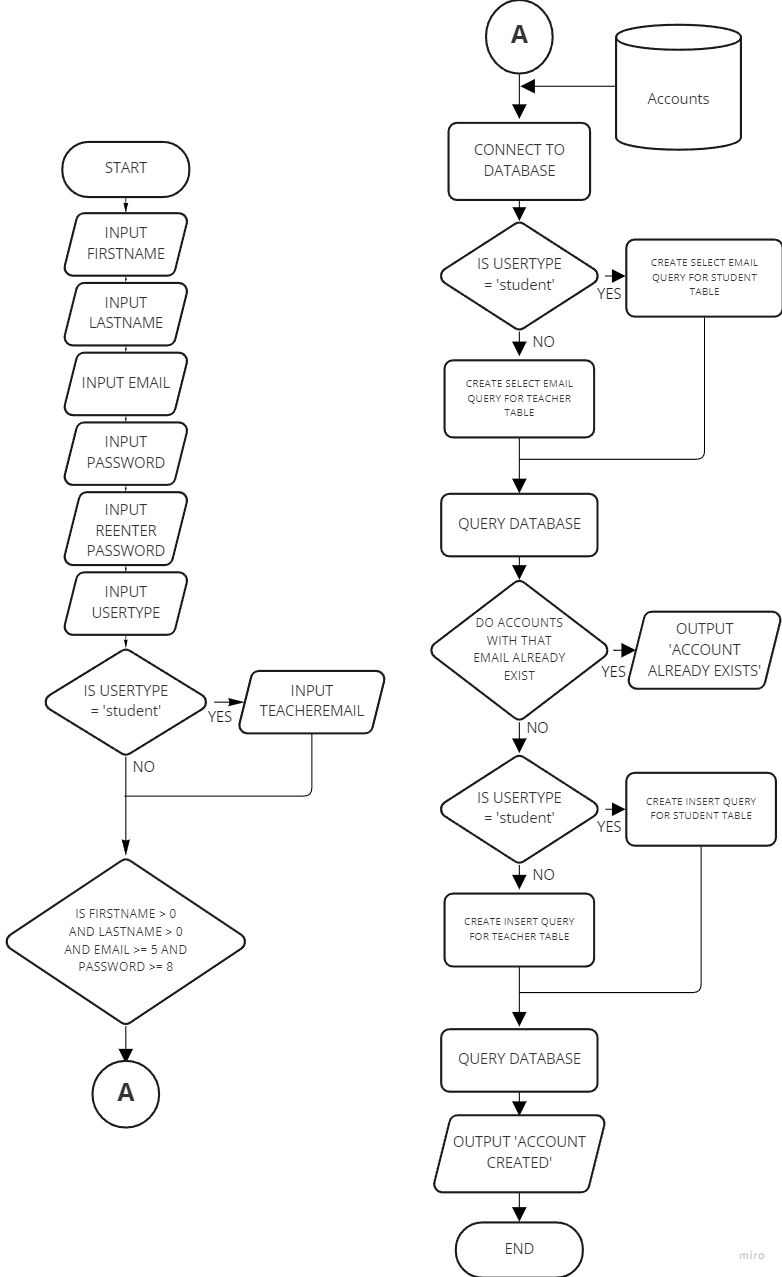 START
INPUT
FIRSTNAME
INPUT
LASTNAME
INPUT EMAIL
INPUT
PASSWORD
INPUT
REENTER
PASSWORD
INPUT
USERTYPE
IS USERTYPE
= 'student'
YES
INPUT
TEACHEREMAIL
NO
IS FIRSTNAME > 0
AND LASTNAME > 0
AND EMAIL >= 5 AND
PASSWORD >= 8
A
A
Accounts
CONNECT TO
DATABASE
IS USERTYPE
= 'student'
YES
CREATE SELECT EMAIL
QUERY FOR STUDENT
TABLE
NO
CREATE SELECT EMAIL
QUERY FOR TEACHER
TABLE
QUERY DATABASE
DO ACCOUNTS
WITH THAT
EMAIL ALREADY
EXIST
YES
OUTPUT
'ACCOUNT
ALREADY EXISTS'
NO
IS USERTYPE
= 'student'
YES
CREATE INSERT QUERY
FOR STUDENT TABLE
NO
CREATE INSERT QUERY
FOR TEACHER TABLE
QUERY DATABASE
OUTPUT 'ACCOUNT
CREATED'
END
miro